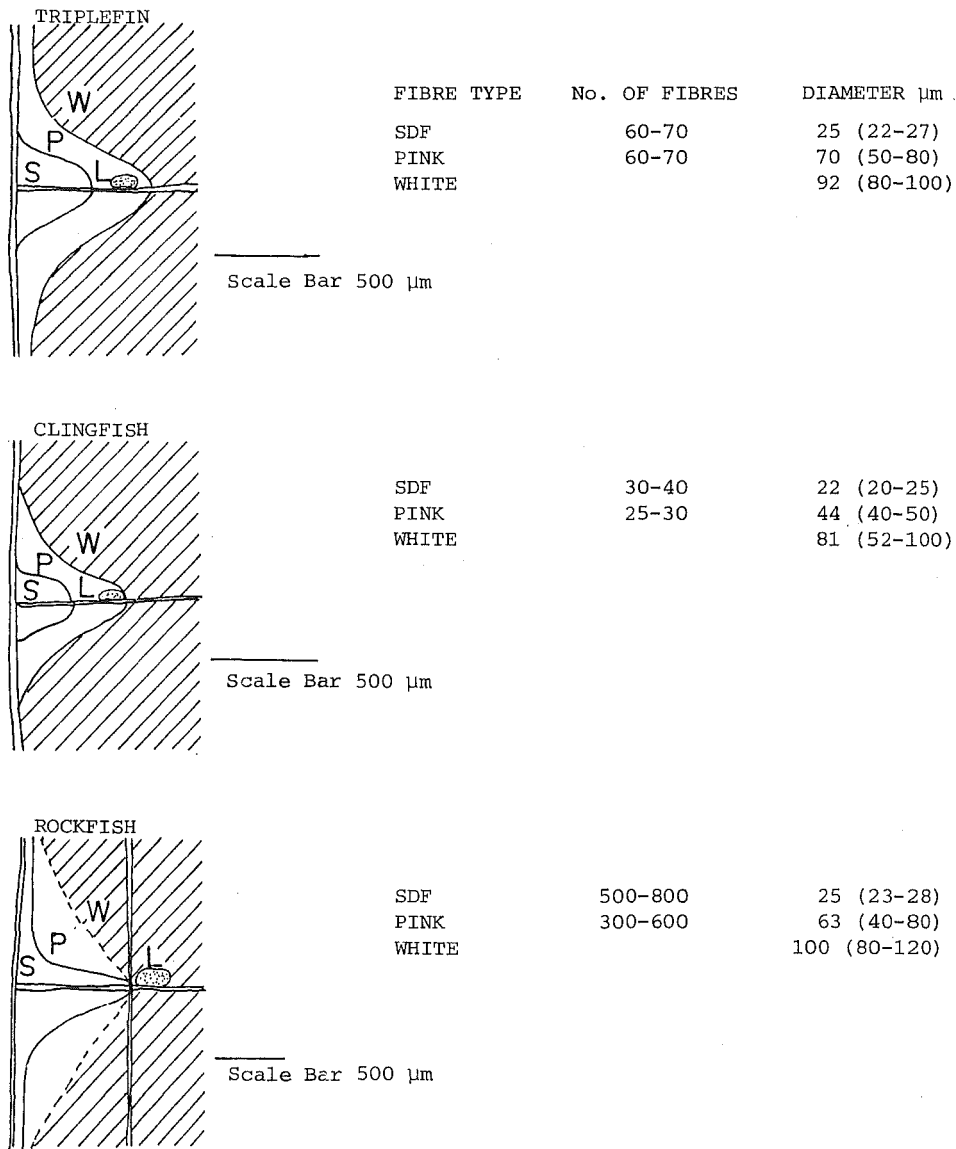 TRIPLEFIN
W
P
S L
FIBRE TYPE No. OF FIBRES DIAMETER µm
SDF 60-70 25 (22-27)
PINK 60-70 70 (50-80)
WHITE 92 (80-100)
Scale Bar 500 µm
CLINGFISH
W
P
S L
SDF 30-40 22 (20-25)
PINK 25-30 44 (40-50)
WHITE 81 (52-100)
Scale Bar 500 µm
ROCKFISH
W
P
S L
SDF 500-800 25 (23-28)
PINK 300-600 63 (40-80)
WHITE 100 (80-120)
Scale Bar 500 µm